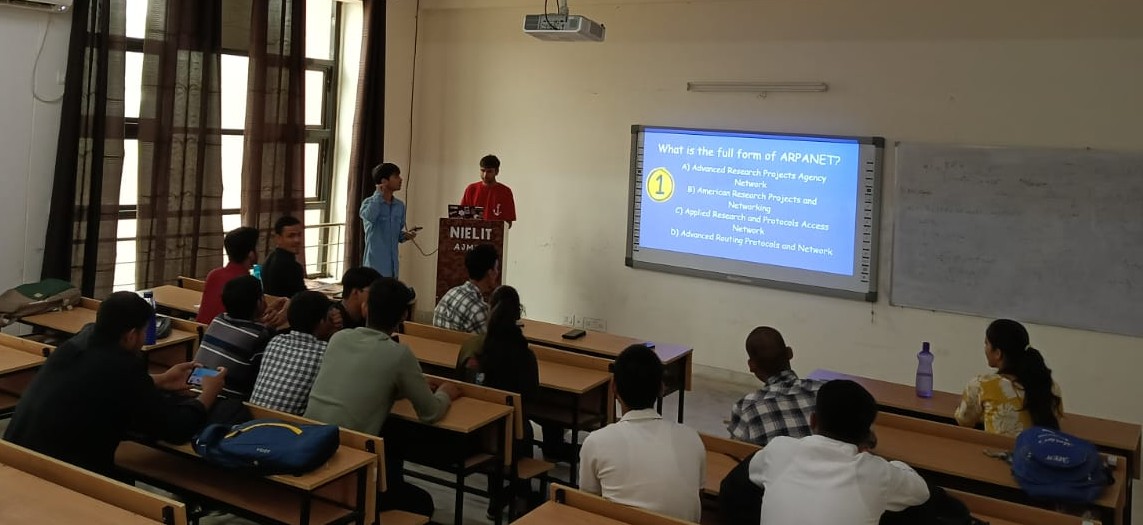 NIELIT
AJM
What is the full form of ARPANET?
1
A) Advanced Research Projects Agency
Network
B) American Research Projects and
Networking
C) Applied Research and Protocols Access
Network
D) Advanced Routing Protocols and Network